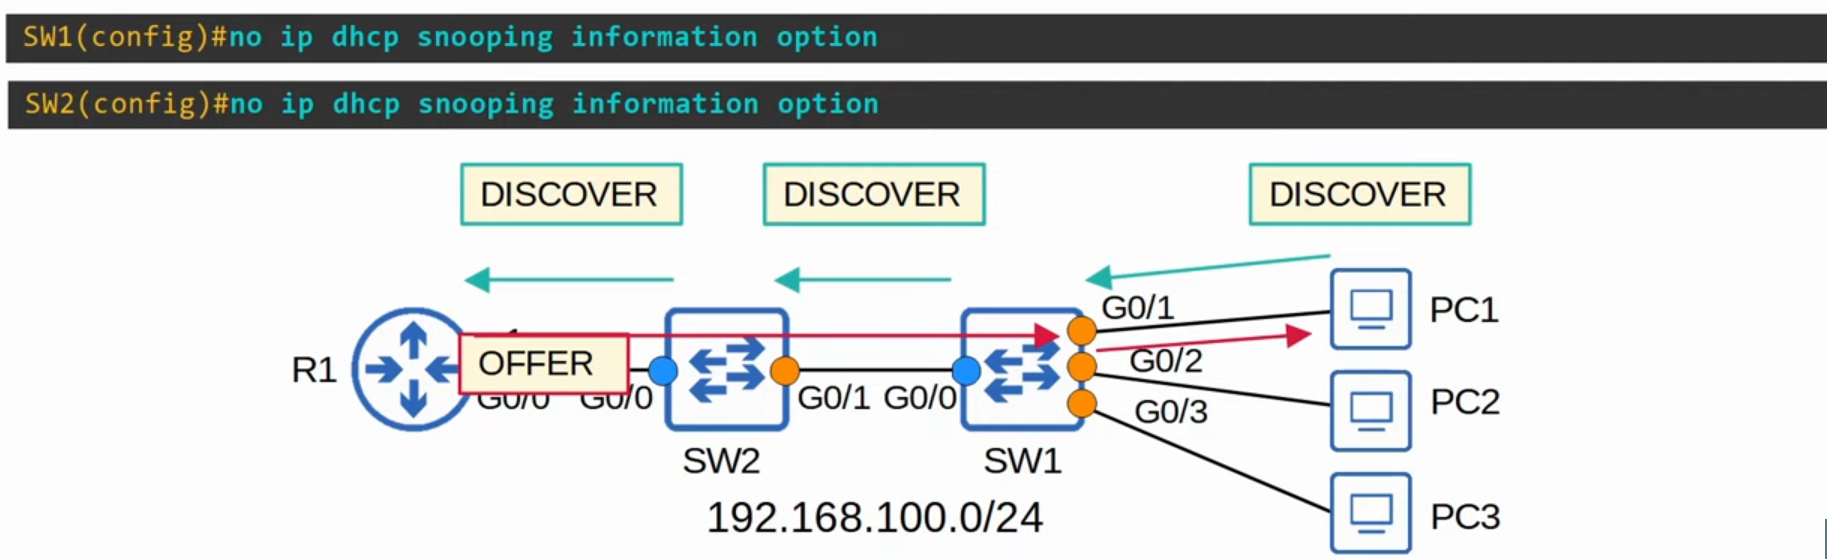 SW1(config)#no ip dhcp snooping information option
SW2(config)#no ip dhcp snooping information option
DISCOVER DISCOVER DISCOVER
G0/1 PC1
R1 OFFER G0/2
G0/0 G0/0 G0/1 G0/0 G0/3 PC2
SW2 SW1
192.168.100.0/24 PC3